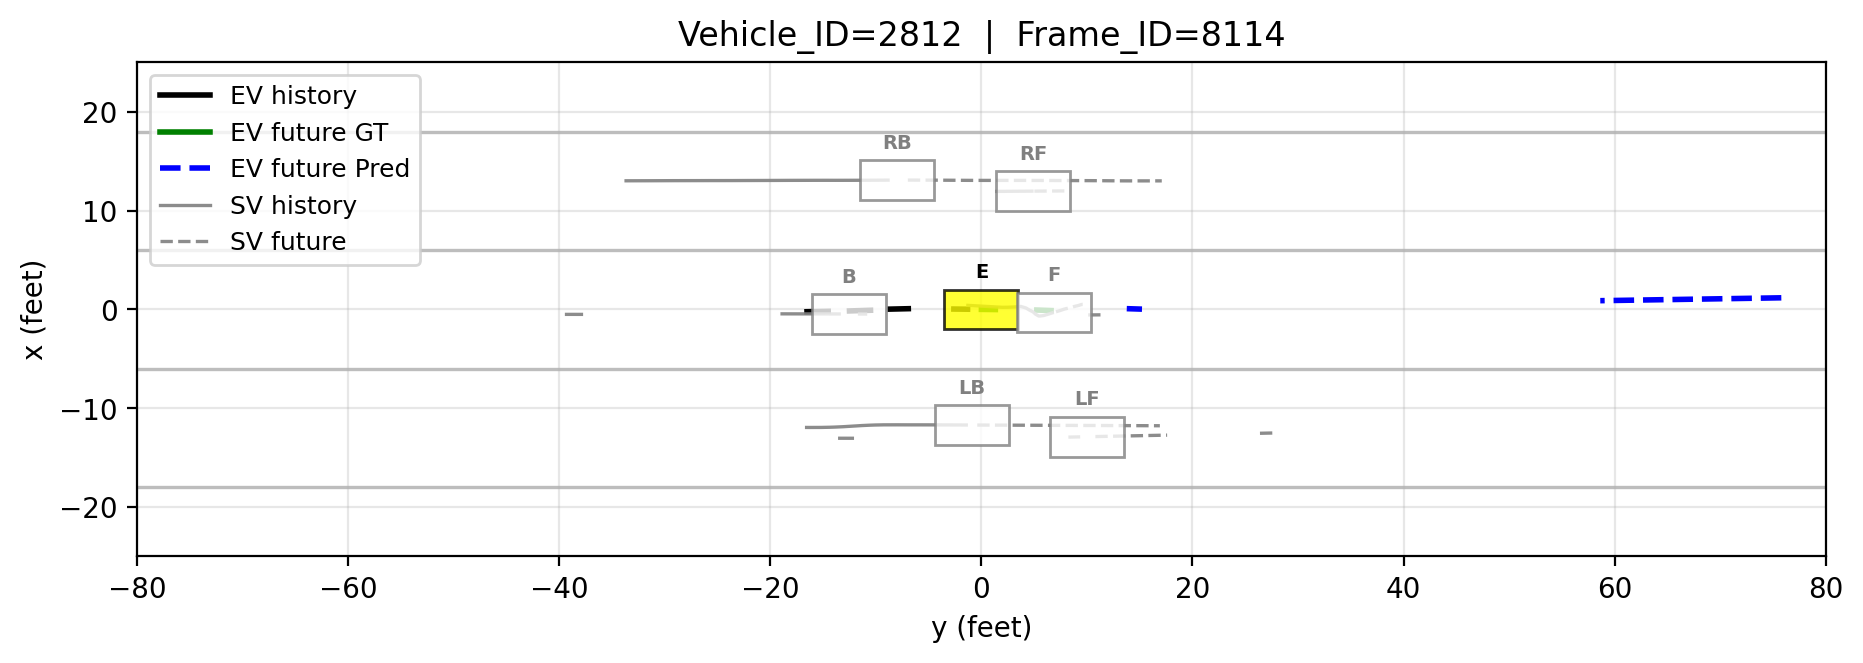 Vehicle_ID=2812 | Frame_ID=8114
EV history
EV future GT
EV future Pred
SV history
SV future
RB
RF
B
E
F
LB
LF
20
10
0
−10
−20
x (feet)
−80
−60
−40
−20
0
20
40
60
80
y (feet)